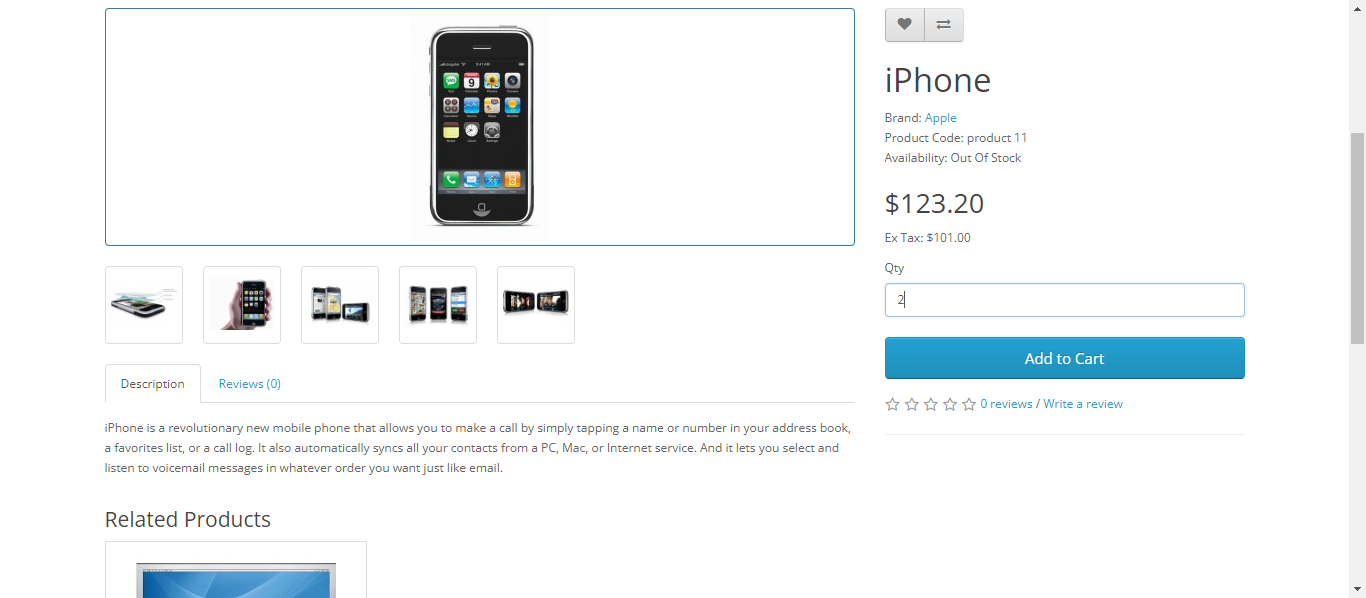 iPhone
Brand: Apple
Product Code: product 11
Availability: Out Of Stock
$123.20
Ex Tax: $101.00
Qty
2
Add to Cart
0 reviews / Write a review
Description
Reviews (0)
iPhone is a revolutionary new mobile phone that allows you to make a call by simply tapping a name or number in your address book,
a favorites list, or a call log. It also automatically syncs all your contacts from a PC, Mac, or Internet service. And it lets you select and
listen to voicemail messages in whatever order you want just like email.
Related Products